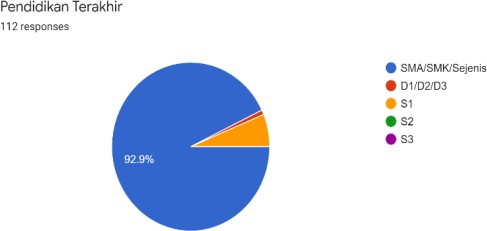 Pendidikan Terakhir
112 responses
SMA/SMK/Sejenis
D1/D2/D3
S1
S2
S3
92.9%